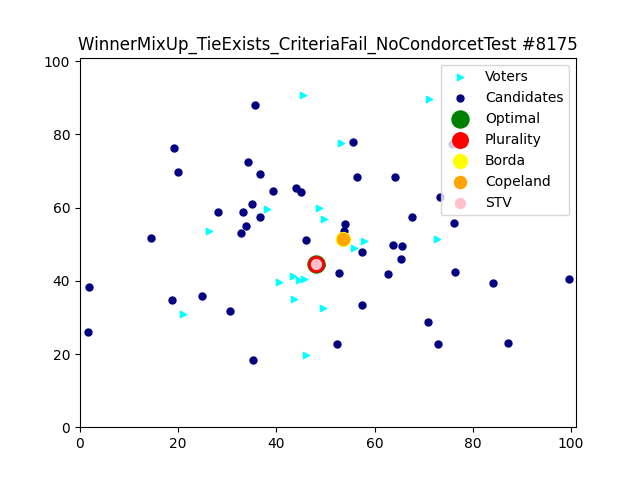 WinnerMixUp_TieExists_CriteriaFail_NoCondorcetTest #8175
100
80
60
40
20
0
0 20 40 60 80 100
Voters
Candidates
Optimal
Plurality
Borda
Copeland
STV